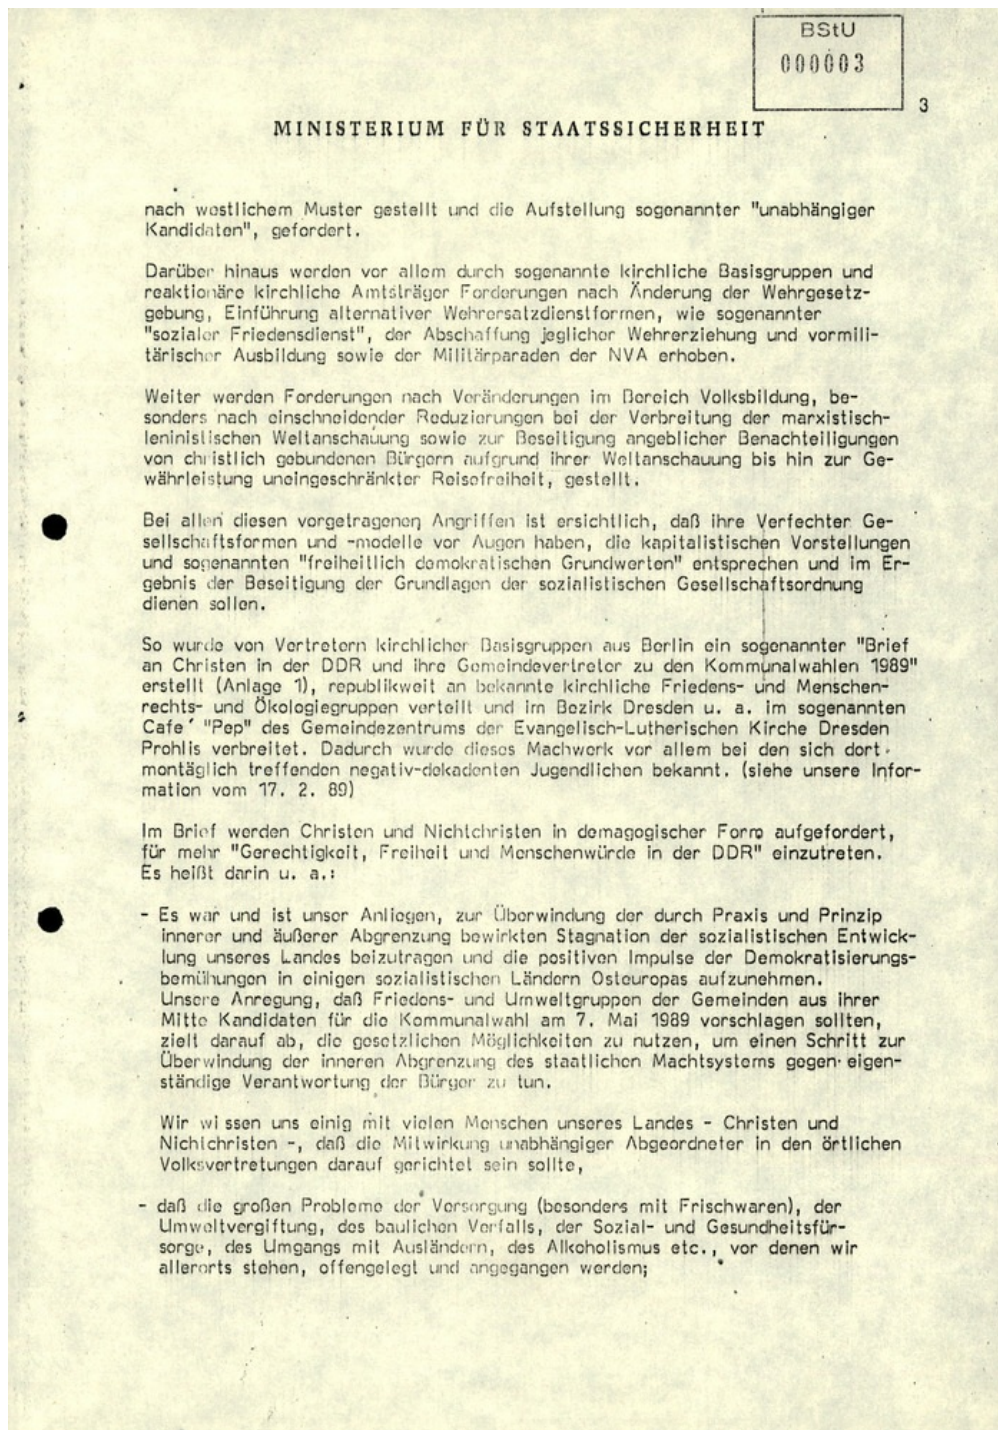 BStU
000003
3
MINISTERIUM FÜR STAATSSICHERHEIT
nach westlichem Muster gestellt und die Aufstellung sogenannter "unabhängiger
Kandidaten", gefordert.
Darüber hinaus werden vor allem durch sogenannte kirchliche Basisgruppen und
reaktionäre kirchliche Amtsträger Forderungen nach Änderung der Wehrgesetz-
gebung, Einführung alternativer Wehrersatzdienstformen, wie sogenannter
"sozialer Friedensdienst", der Abschaffung jeglicher Wehrerziehung und vormili-
tärischer Ausbildung sowie der Militärparaden der NVA erhoben.
Weiter werden Forderungen nach Veränderungen im Bereich Volksbildung, be-
sonders nach einschneidender Reduzierungen bei der Verbreitung der marxistisch-
leninistischen Weltanschauung sowie zur Beseitigung angeblicher Benachteiligungen
von christlich gebundenen Bürgern aufgrund ihrer Weltanschauung bis hin zur Ge-
währleistung uneingeschränkter Reisefreiheit, gestellt.
Bei allen diesen vorgetragenen Angriffen ist ersichtlich, daß ihre Verfechter Ge-
sellschaftsformen und -modelle vor Augen haben, die kapitalistischen Vorstellungen
und sogenannten "freiheitlich demokratischen Grundwerten" entsprechen und im Er-
gebnis der Beseitigung der Grundlagen der sozialistischen Gesellschaftsordnung
dienen sollen.
So wurde von Vertretern kirchlicher Basisgruppen aus Berlin ein sogenannter "Brief
an Christen in der DDR und ihre Gemeindevertreter zu den Kommunalwahlen 1989"
erstellt (Anlage 1), republikweit an bekannte kirchliche Friedens- und Menschen-
rechts- und Ökologiegruppen verteilt und im Bezirk Dresden u. a. im sogenannten
Cafe´ "Pep" des Gemeindezentrums der Evangelisch-Lutherischen Kirche Dresden
Prohlis verbreitet. Dadurch wurde dieses Machwerk vor allem bei den sich dort
montäglich treffenden negativ-dekadenten Jugendlichen bekannt. (siehe unsere Infor-
mation vom 17. 2. 89)
Im Brief werden Christen und Nichtchristen in demagogischer Form aufgefordert,
für mehr "Gerechtigkeit, Freiheit und Menschenwürde in der DDR" einzutreten.
Es heißt darin u. a.:
- Es war und ist unser Anliegen, zur Überwindung der durch Praxis und Prinzip
innerer und äußerer Abgrenzung bewirkten Stagnation der sozialistischen Entwick-
lung unseres Landes beizutragen und die positiven Impulse der Demokratisierungs-
bemühungen in einigen sozialistischen Ländern Osteuropas aufzunehmen.
Unsere Anregung, daß Friedens- und Umweltgruppen der Gemeinden aus ihrer
Mitte Kandidaten für die Kommunalwahl am 7. Mai 1989 vorschlagen sollten,
zielt darauf ab, die gesetzlichen Möglichkeiten zu nutzen, um einen Schritt zur
Überwindung der inneren Abgrenzung des staatlichen Machtsystems gegen eigen-
ständige Verantwortung der Bürger zu tun.
Wir wissen uns einig mit vielen Menschen unseres Landes - Christen und
Nichtchristen -, daß die Mitwirkung unabhängiger Abgeordneter in den örtlichen
Volksvertretungen darauf gerichtet sein sollte,
- daß die großen Probleme der Versorgung (besonders mit Frischwaren), der
Umweltvergiftung, des baulichen Verfalls, der Sozial- und Gesundheitsfür-
sorge, des Umgangs mit Ausländern, des Alkoholismus etc., vor denen wir
allerorts stehen, offengelegt und angegangen werden;